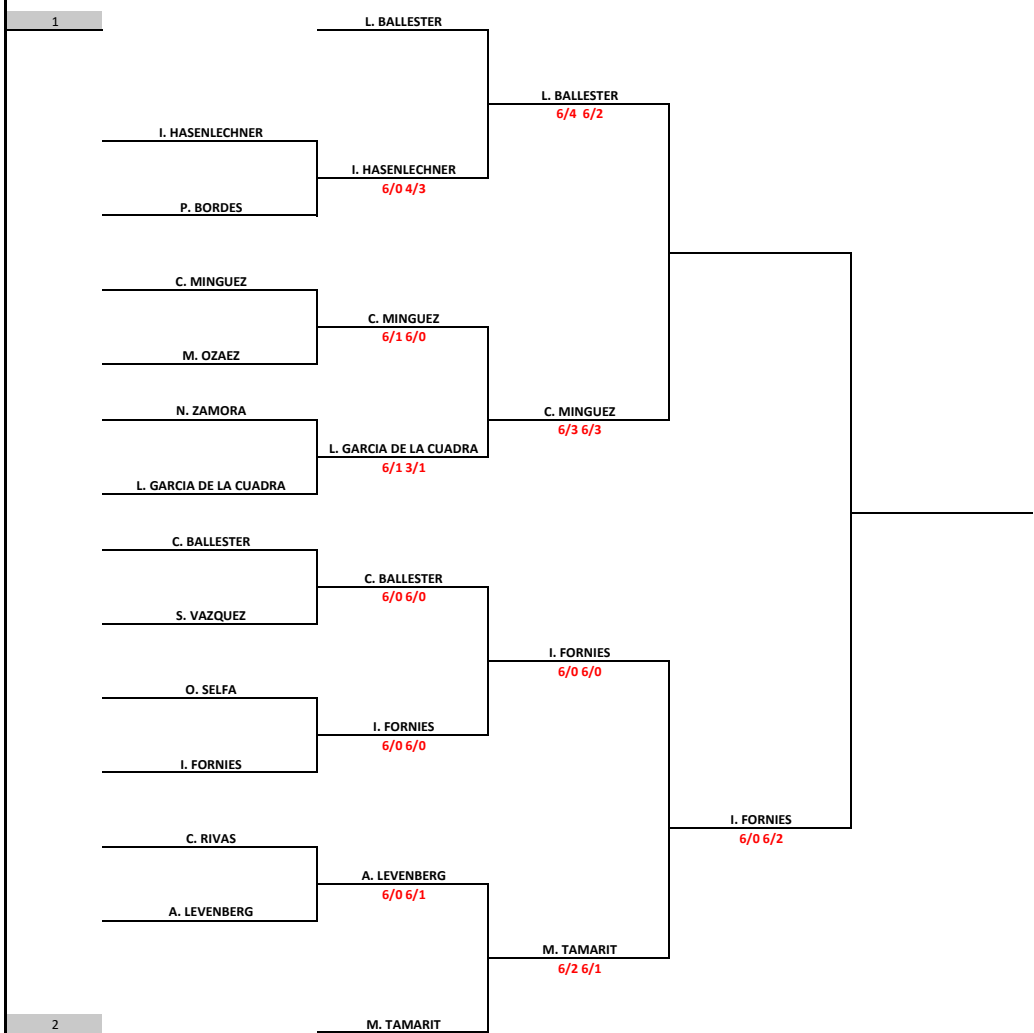 1
L. BALLESTER
L. BALLESTER
6/4 6/2
I. HASENLECHNER
I. HASENLECHNER
6/0 4/3
P. BORDES
C. MINGUEZ
C. MINGUEZ
6/1 6/0
M. OZAEZ
N. ZAMORA
C. MINGUEZ
6/3 6/3
L. GARCIA DE LA CUADRA
6/1 3/1
L. GARCIA DE LA CUADRA
C. BALLESTER
C. BALLESTER
6/0 6/0
S. VAZQUEZ
I. FORNIES
6/0 6/0
O. SELFA
I. FORNIES
6/0 6/0
I. FORNIES
I. FORNIES
6/0 6/2
C. RIVAS
A. LEVENBERG
6/0 6/1
A. LEVENBERG
M. TAMARIT
6/2 6/1
2
M. TAMARIT